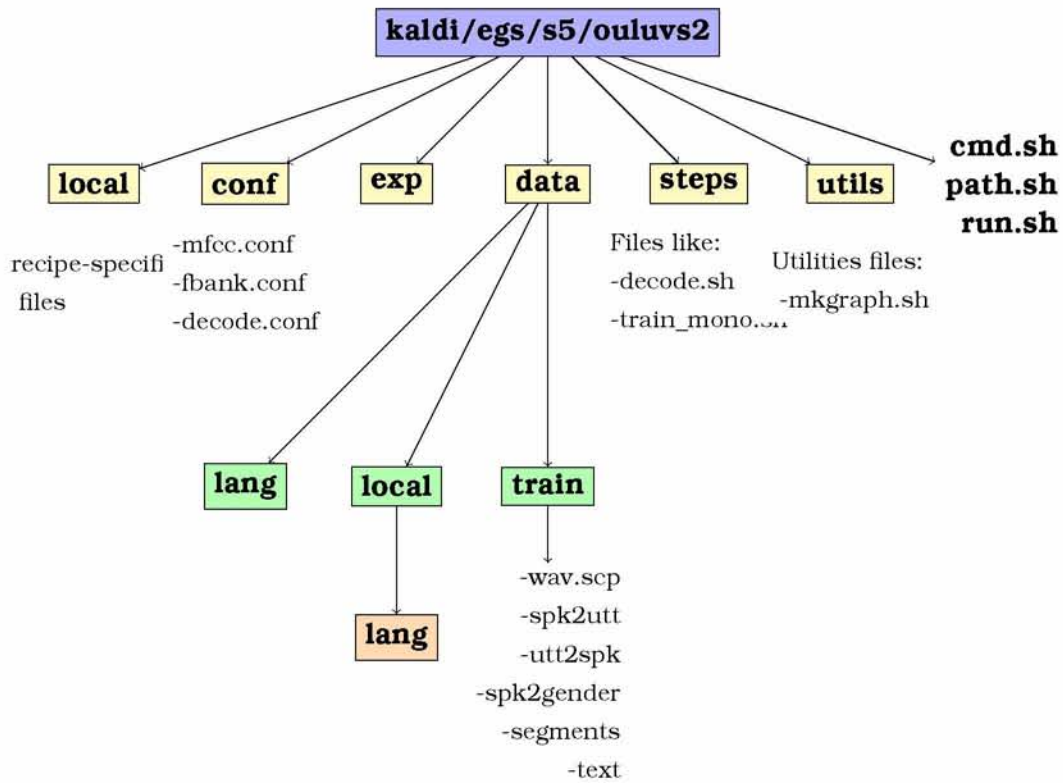 kaldi/egs/s5/ouluvs2
local
conf
exp
data
steps
utils
cmd.sh
path.sh
run.sh
recipe-specifi
files
-mfcc.conf
-fbank.conf
-decode.conf
Files like:
-decode.sh
-train_mono.sh
Utilities files:
-mkgraph.sh
lang
local
train
lang
-wav.scp
-spk2utt
-utt2spk
-spk2gender
-segments
-text